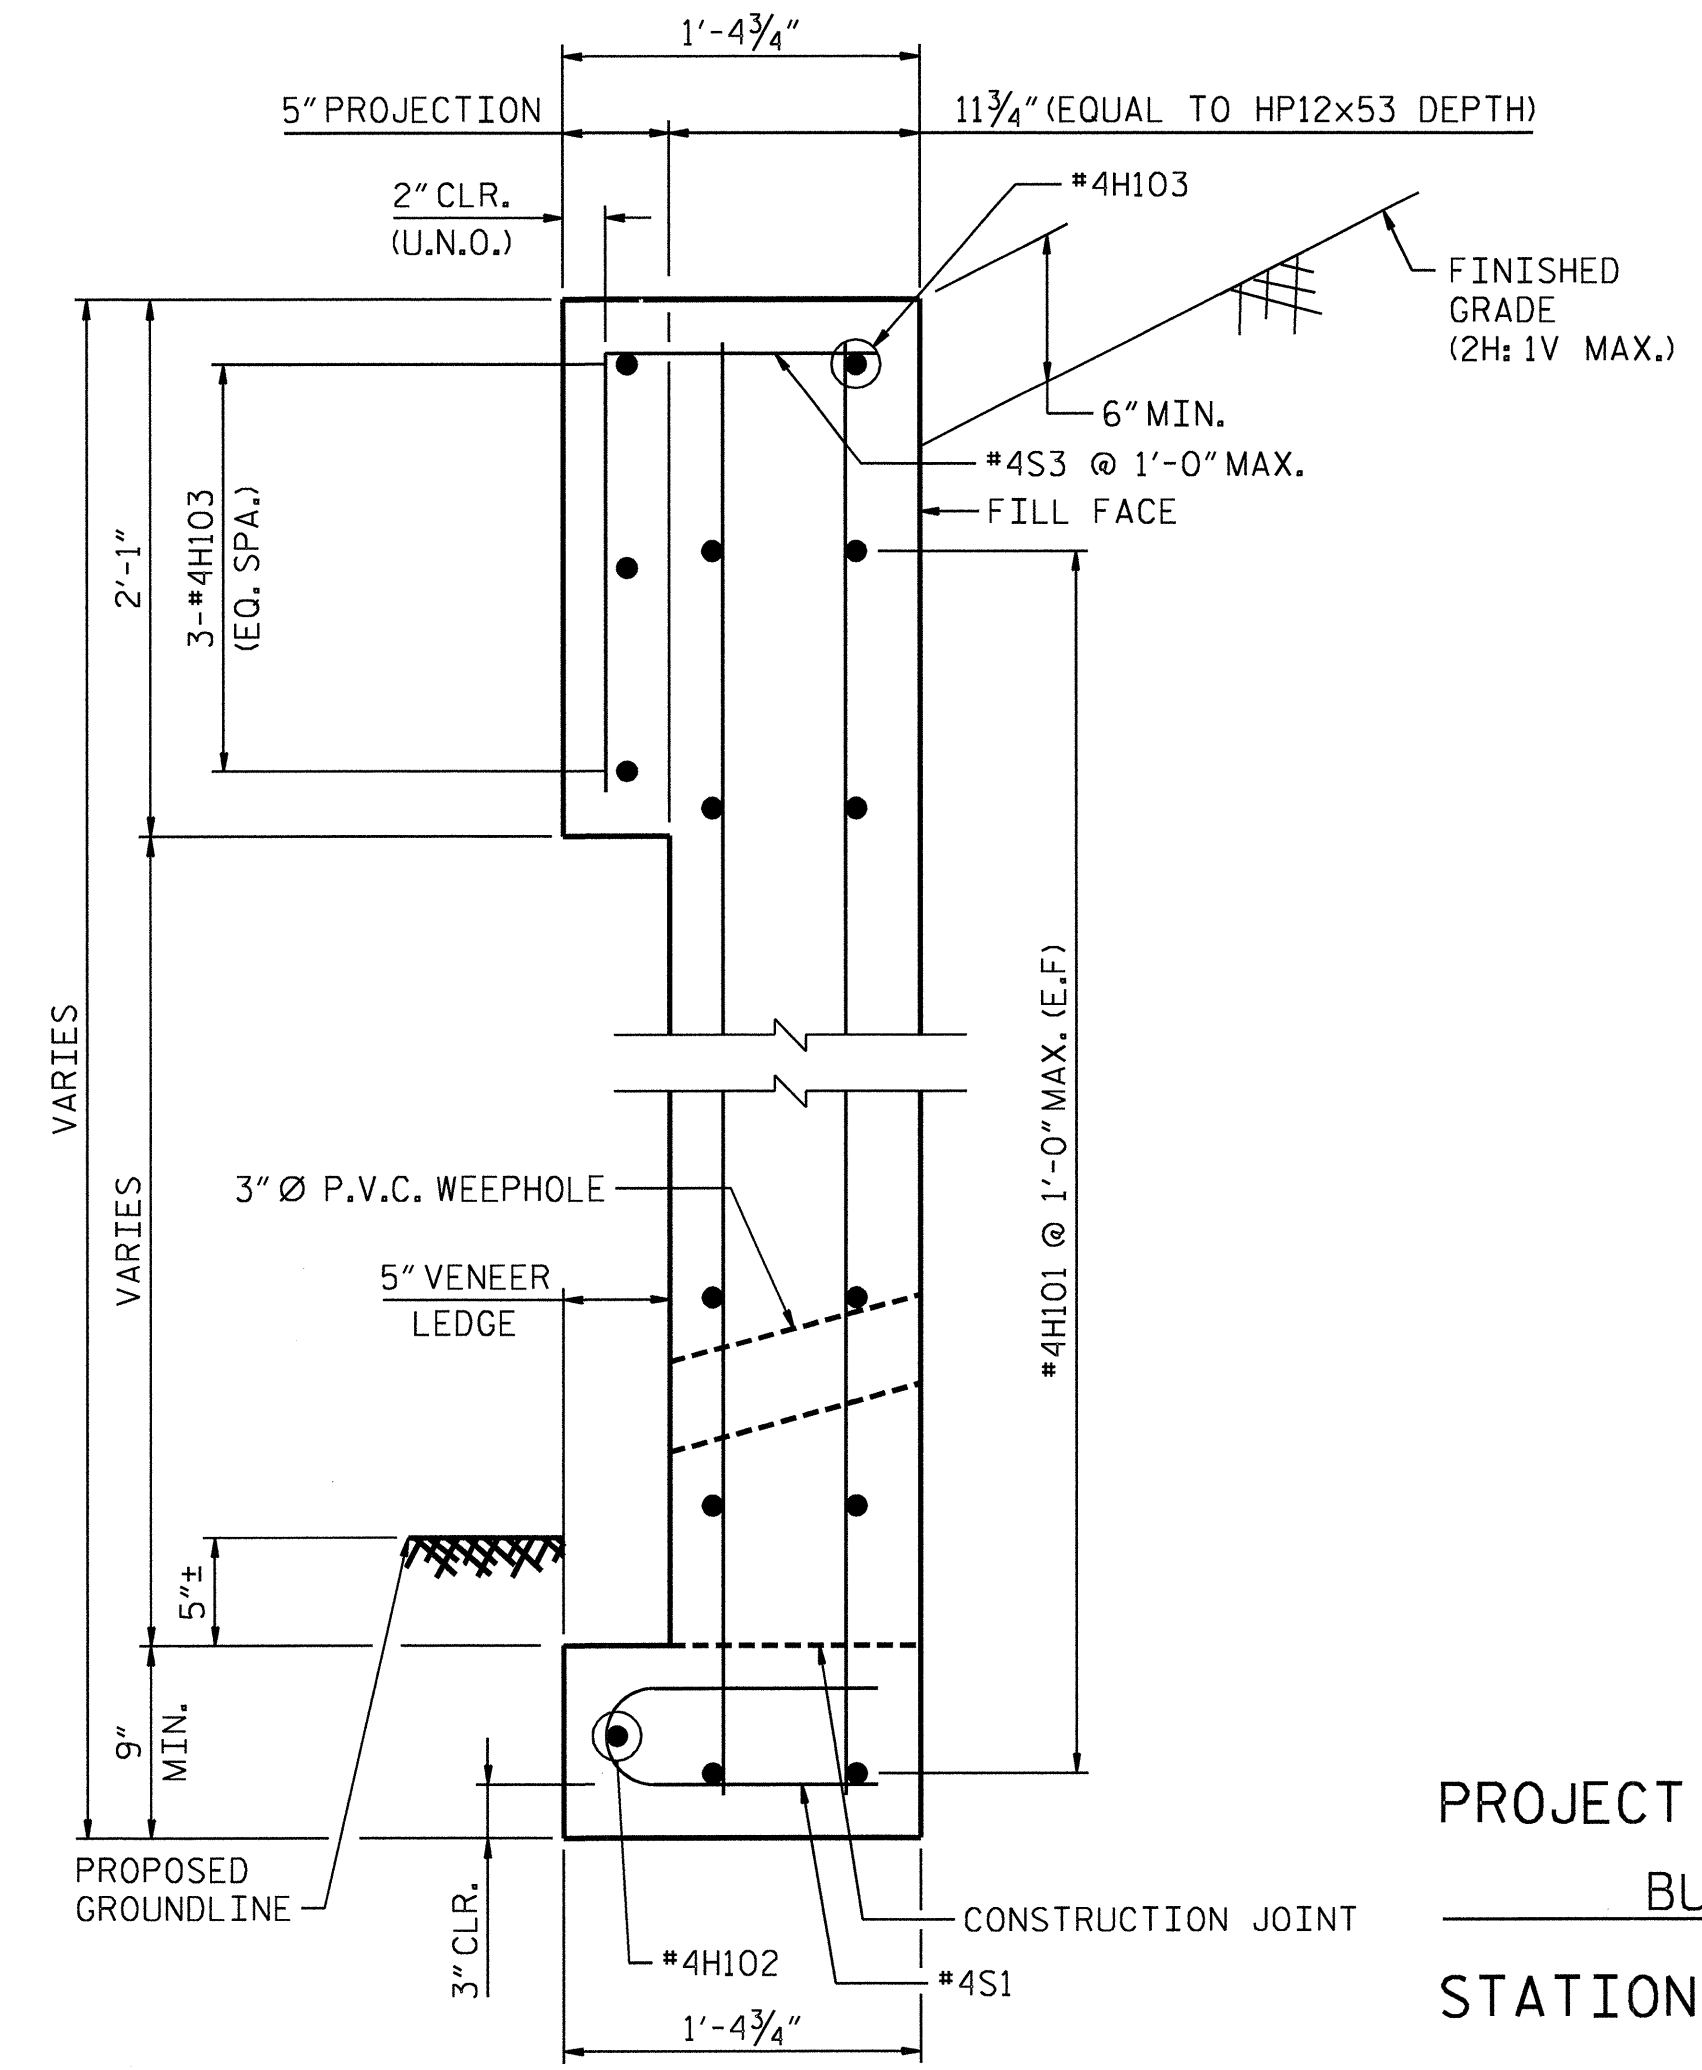 1'-4¾"
5" PROJECTION
11¾" (EQUAL TO HP12x53 DEPTH)
2" CLR.
(U.N.O.)
#4H103
FINISHED
GRADE
(2H:1V MAX.)
6" MIN.
#4S3 @ 1'-0" MAX.
FILL FACE
3-#4H103
(EQ. SPA.)
2'-1"
VARIES
VARIES
#4H101 @ 1'-0" MAX. (E.F)
3" Ø P.V.C. WEEPHOLE
5" VENEER
LEDGE
5"±
9"
MIN.
PROPOSED
GROUNDLINE
3" CLR.
CONSTRUCTION JOINT
#4H102
#4S1
1'-4¾"
PROJECT
BU
STATION